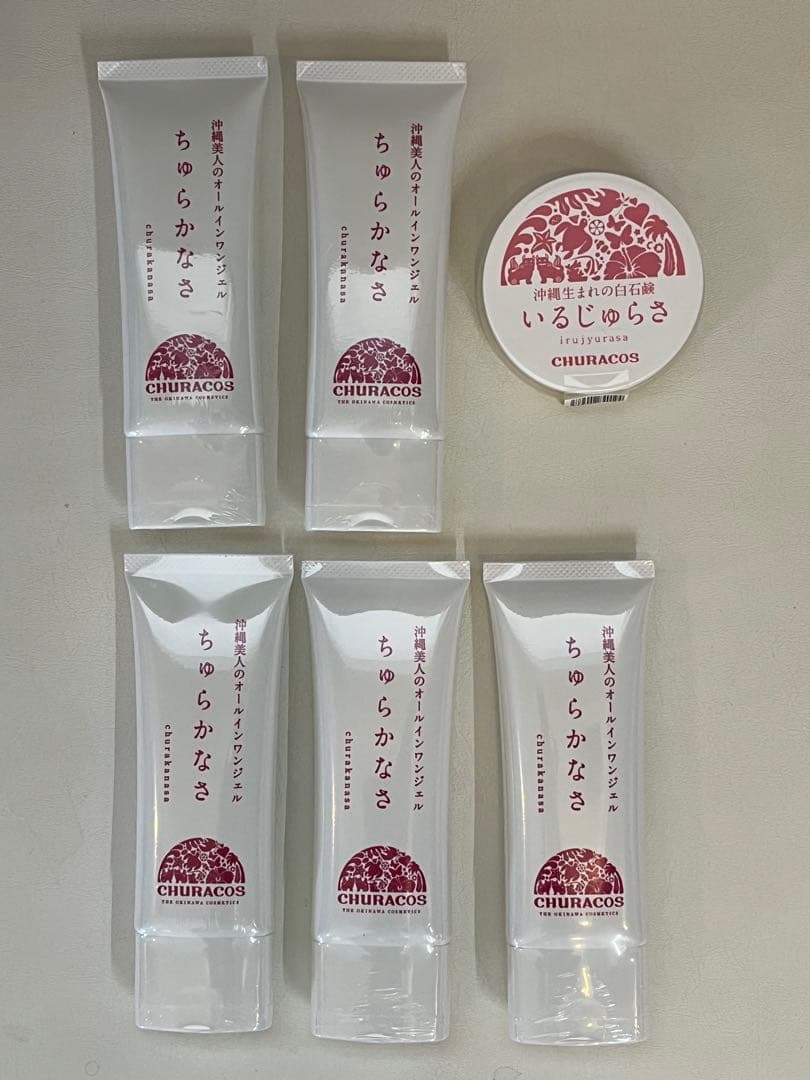 沖縄美人のオールインワンジェル
ちゅらかなさ
churakanasa
CHURACOS
THE OKINAWA COSMETICS
沖縄美人のオールインワンジェル
ちゅらかなさ
churakanasa
CHURACOS
THE OKINAWA COSMETICS
沖縄生まれの白石鹸
いるじゅらさ
irujyurasa
CHURACOS
沖縄美人のオールインワンジェル
ちゅらかなさ
churakanasa
CHURACOS
THE OKINAWA COSMETICS
沖縄美人のオールインワンジェル
ちゅらかなさ
churakanasa
CHURACOS
THE OKINAWA COSMETICS
沖縄美人のオールインワンジェル
ちゅらかなさ
churakanasa
CHURACOS
THE OKINAWA COSMETICS